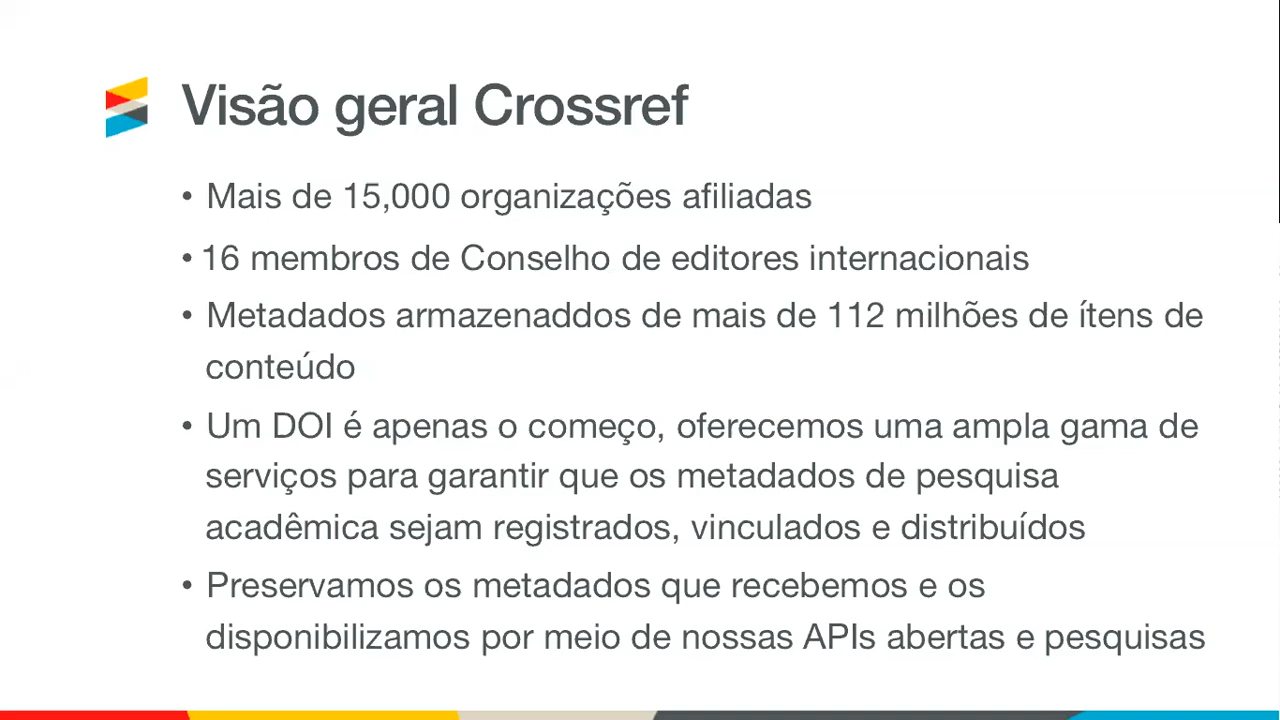 Visão geral Crossref
• Mais de 15,000 organizações afiliadas
• 16 membros de Conselho de editores internacionais
• Metadados armazenaddos de mais de 112 milhões de ítens de
conteúdo
• Um DOI é apenas o começo, oferecemos uma ampla gama de
serviços para garantir que os metadados de pesquisa
acadêmica sejam registrados, vinculados e distribuídos
• Preservamos os metadados que recebemos e os
disponibilizamos por meio de nossas APIs abertas e pesquisas